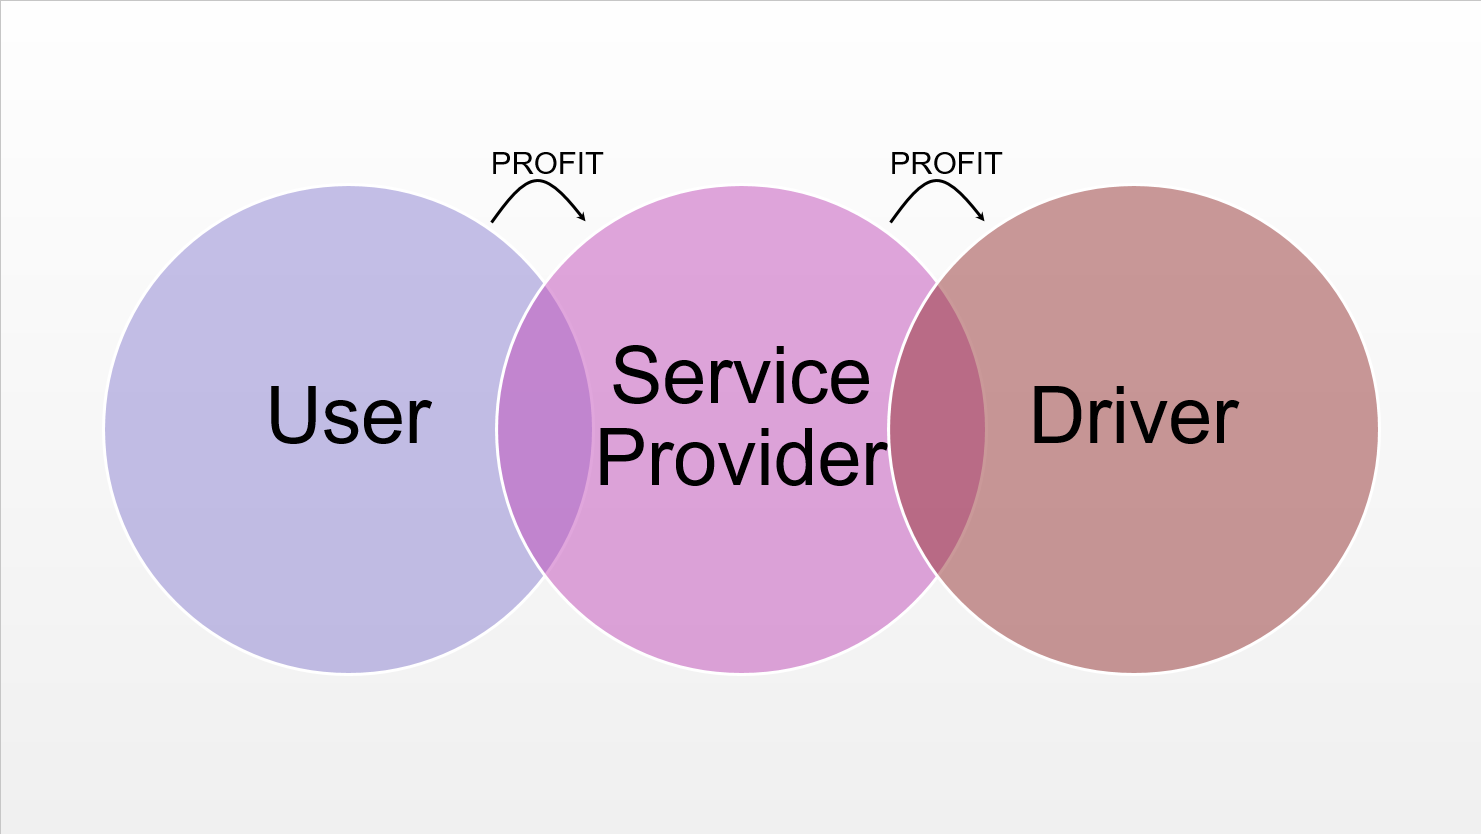 PROFIT
PROFIT
User
Service
Provider
Driver